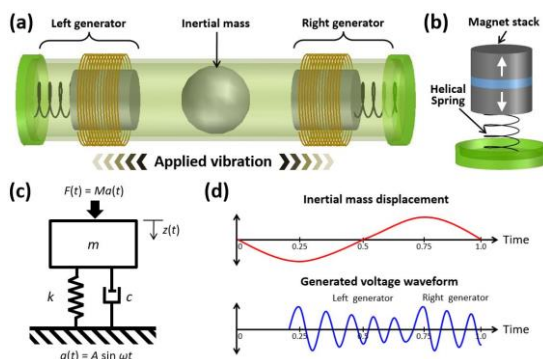 (a)
Left generator
Inertial mass
Right generator
Applied vibration
(b)
Magnet stack
Helical
Spring
(c)
F(t) = Ma(t)
m
z(t)
k
c
a(t) = A sin ωt
(d)
Inertial mass displacement
0
0.25
0.5
0.75
1.0
Time
Generated voltage waveform
Left generator
Right generator
0
0.25
0.5
0.75
1.0
Time